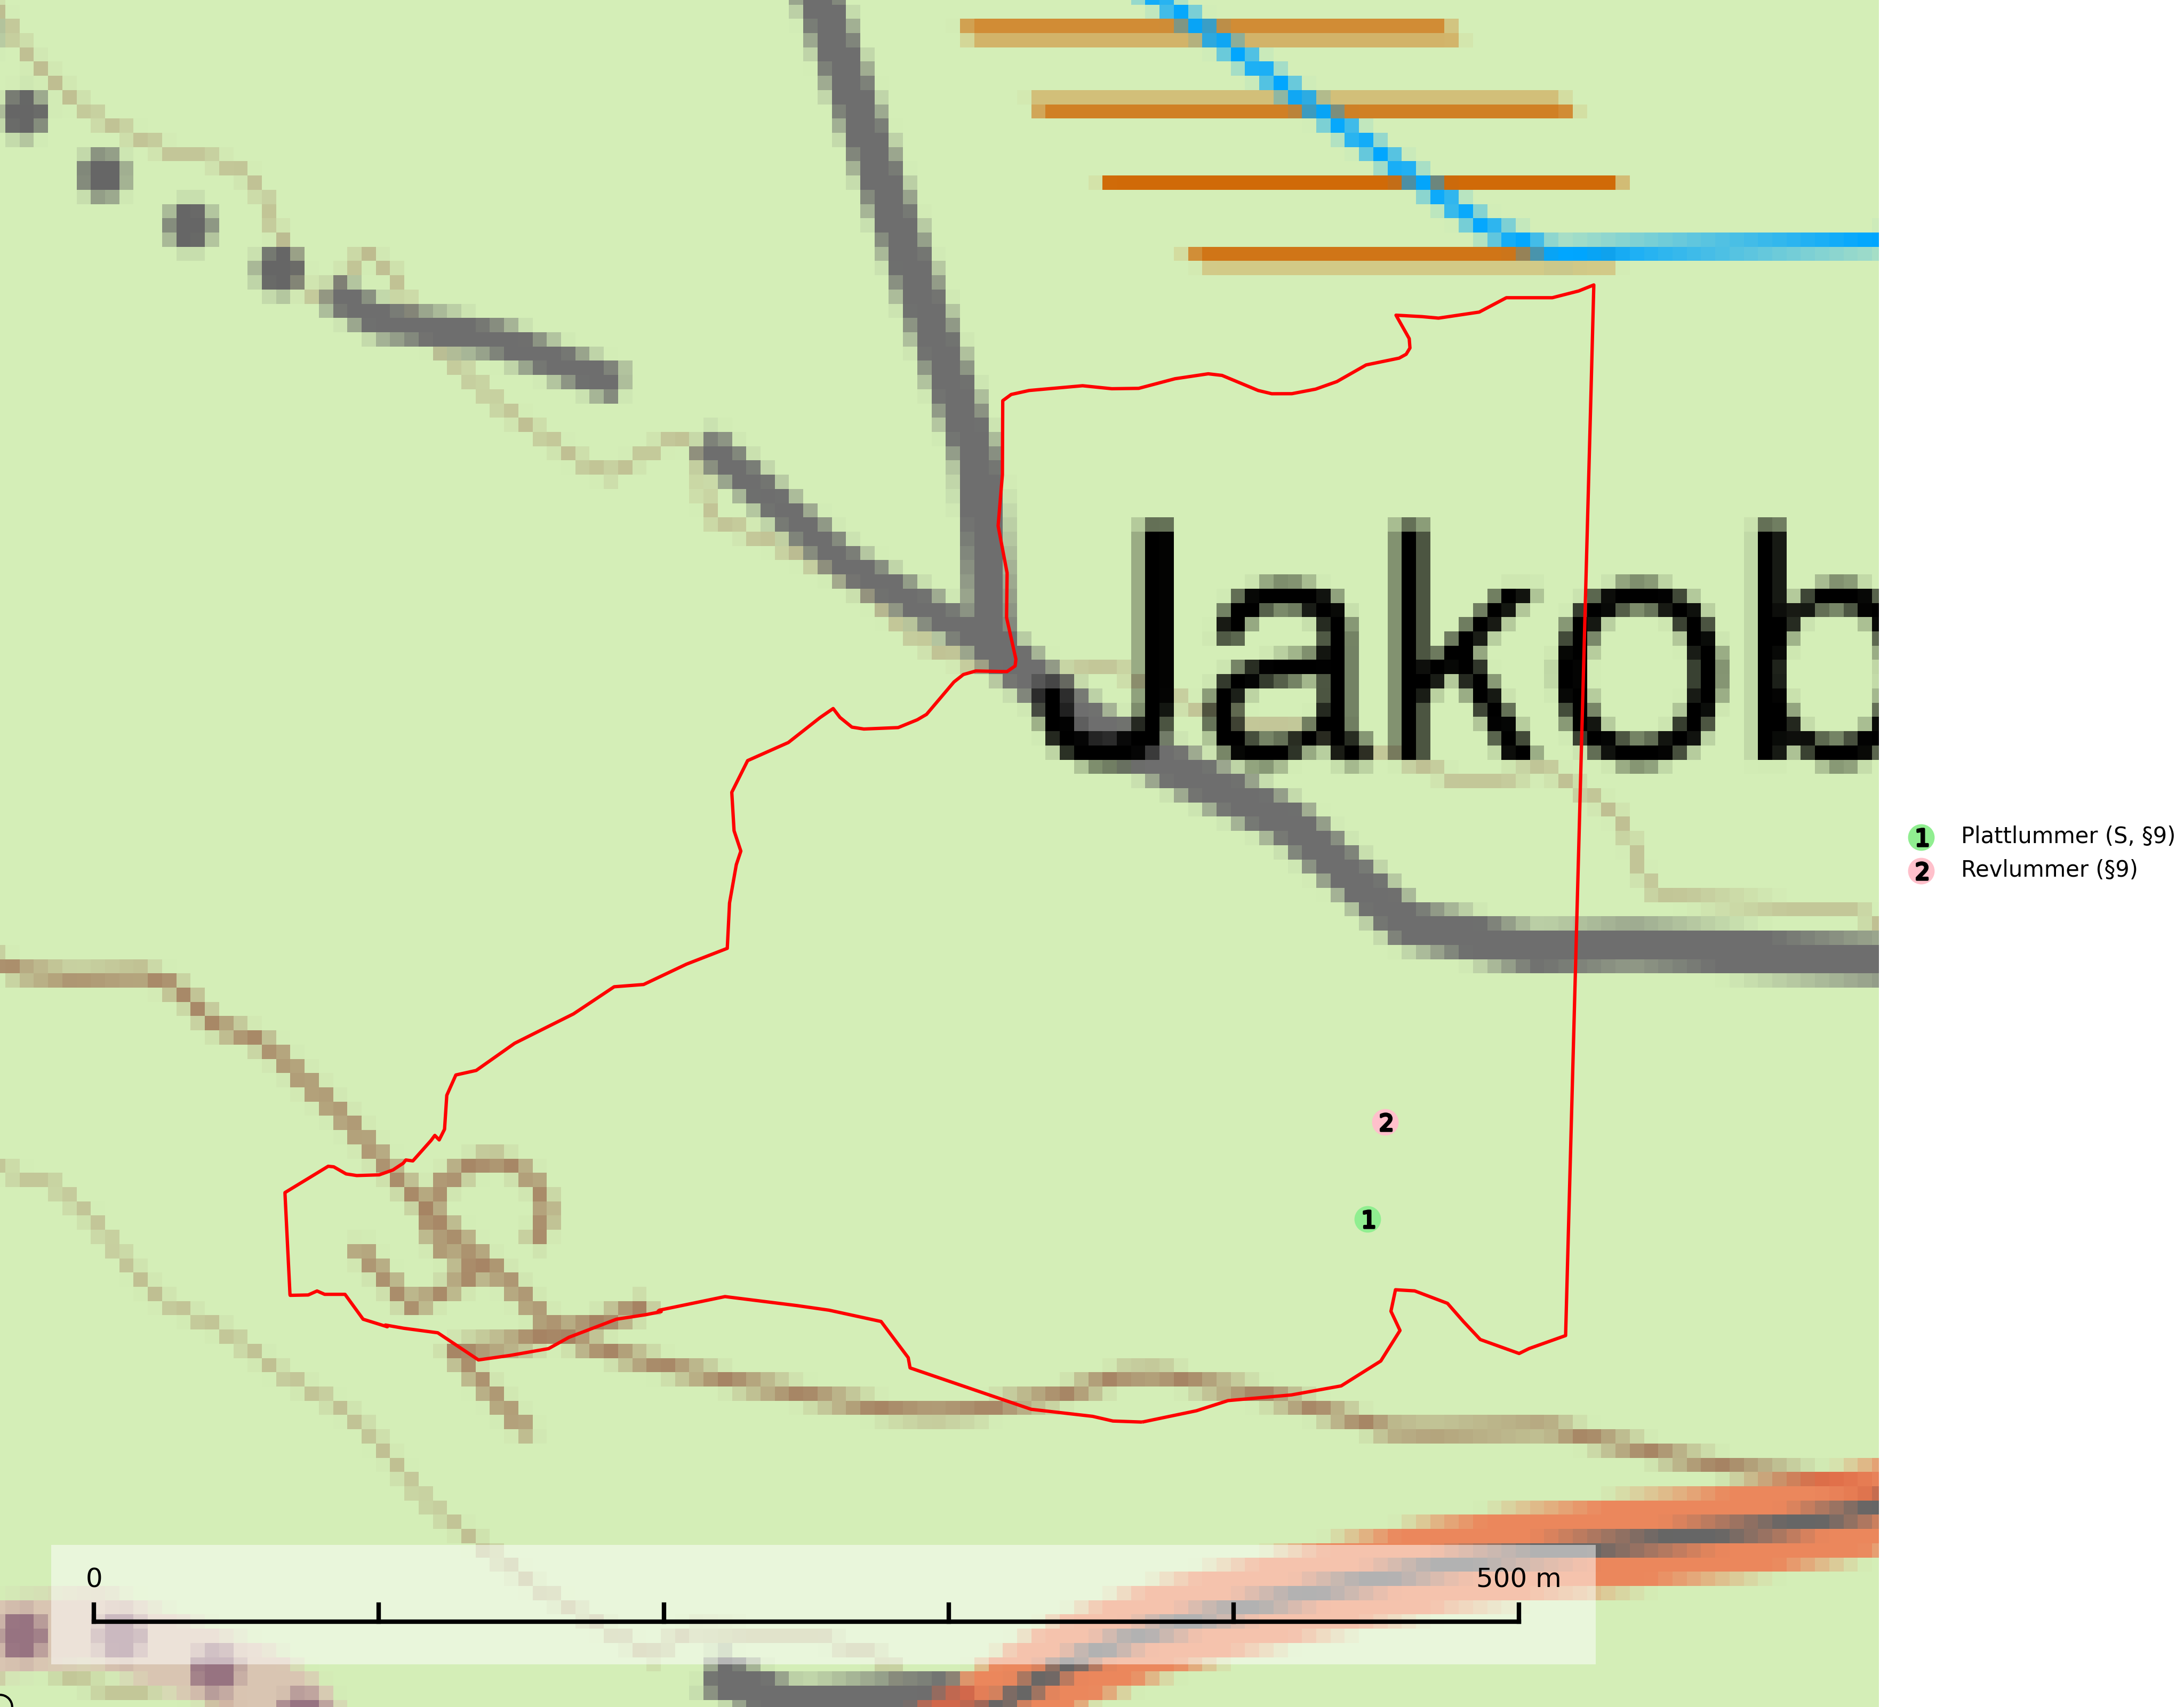 Jakob
1 Plattlummer (S, §9)
2 Revlummer (§9)
2
1
0 500 m